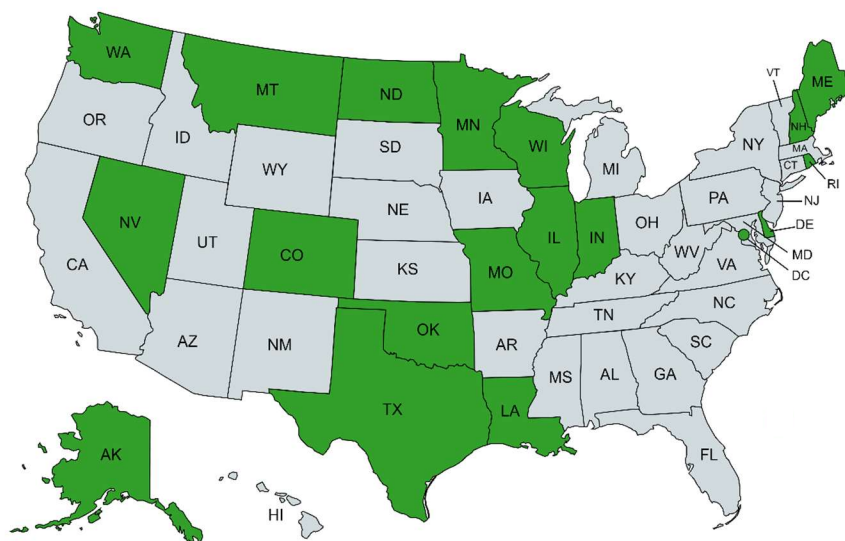 WA
MT
ND
MN
ME
VT
NH
OR
ID
SD
WI
NY
MA
WY
MI
CT
RI
IA
PA
NJ
NE
NV
OH
DE
IL
IN
UT
CO
WV
MD
CA
KS
MO
VA
DC
KY
NC
TN
OK
AZ
NM
AR
SC
MS
AL
GA
TX
LA
AK
FL
HI